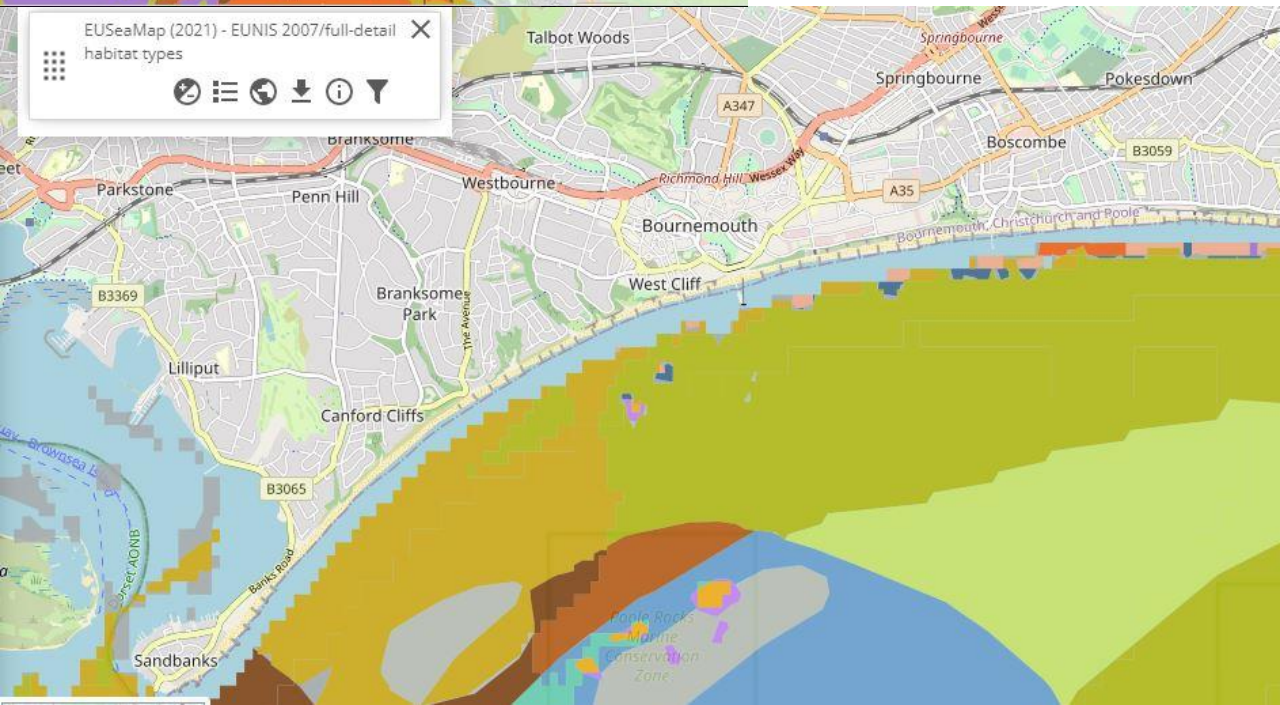 EUSeaMap (2021) - EUNIS 2007/full-detail
habitat types
Talbot Woods
Springbourne
Springbourne
Pokesdown
A347
Boscombe
B3059
Branksome
Parkstone
Penn Hill
Westbourne
Richmond Hill
Wessex Way
A35
Bournemouth
Bournemouth, Christchurch and Poole
West Cliff
B3369
Branksome
Park
The Avenue
Lilliput
Canford Cliffs
B3065
Banks Road
Dorset AONB
Sandbanks
Poole Rocks
Marine
Conservation
Zone